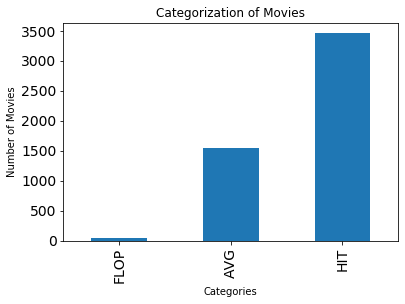 Categorization of Movies
Number of Movies
3500
3000
2500
2000
1500
1000
500
0
FLOP
AVG
HIT
Categories